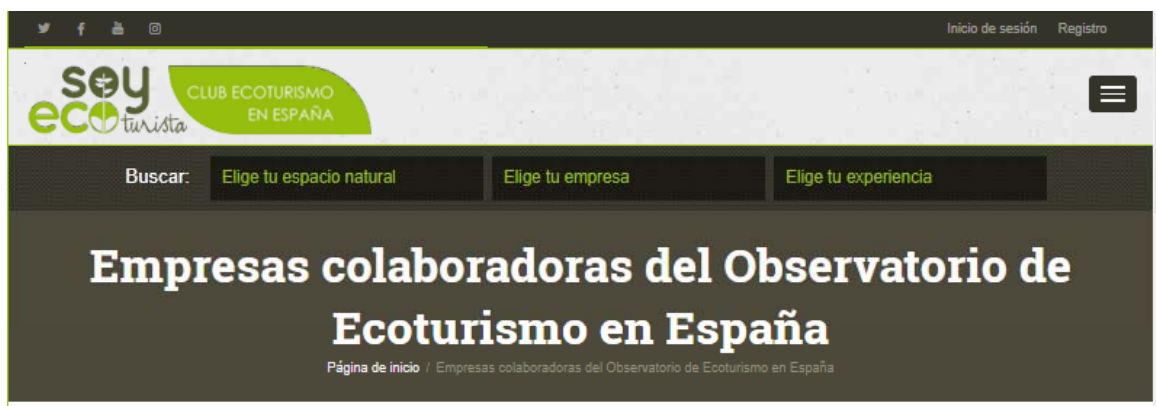 Inicio de sesión Registro
soy
eco turista
CLUB ECOTURISMO
EN ESPAÑA
Buscar: Elige tu espacio natural Elige tu empresa Elige tu experiencia
Empresas colaboradoras del Observatorio de
Ecoturismo en España
Página de inicio / Empresas colaboradoras del Observatorio de Ecoturismo en España